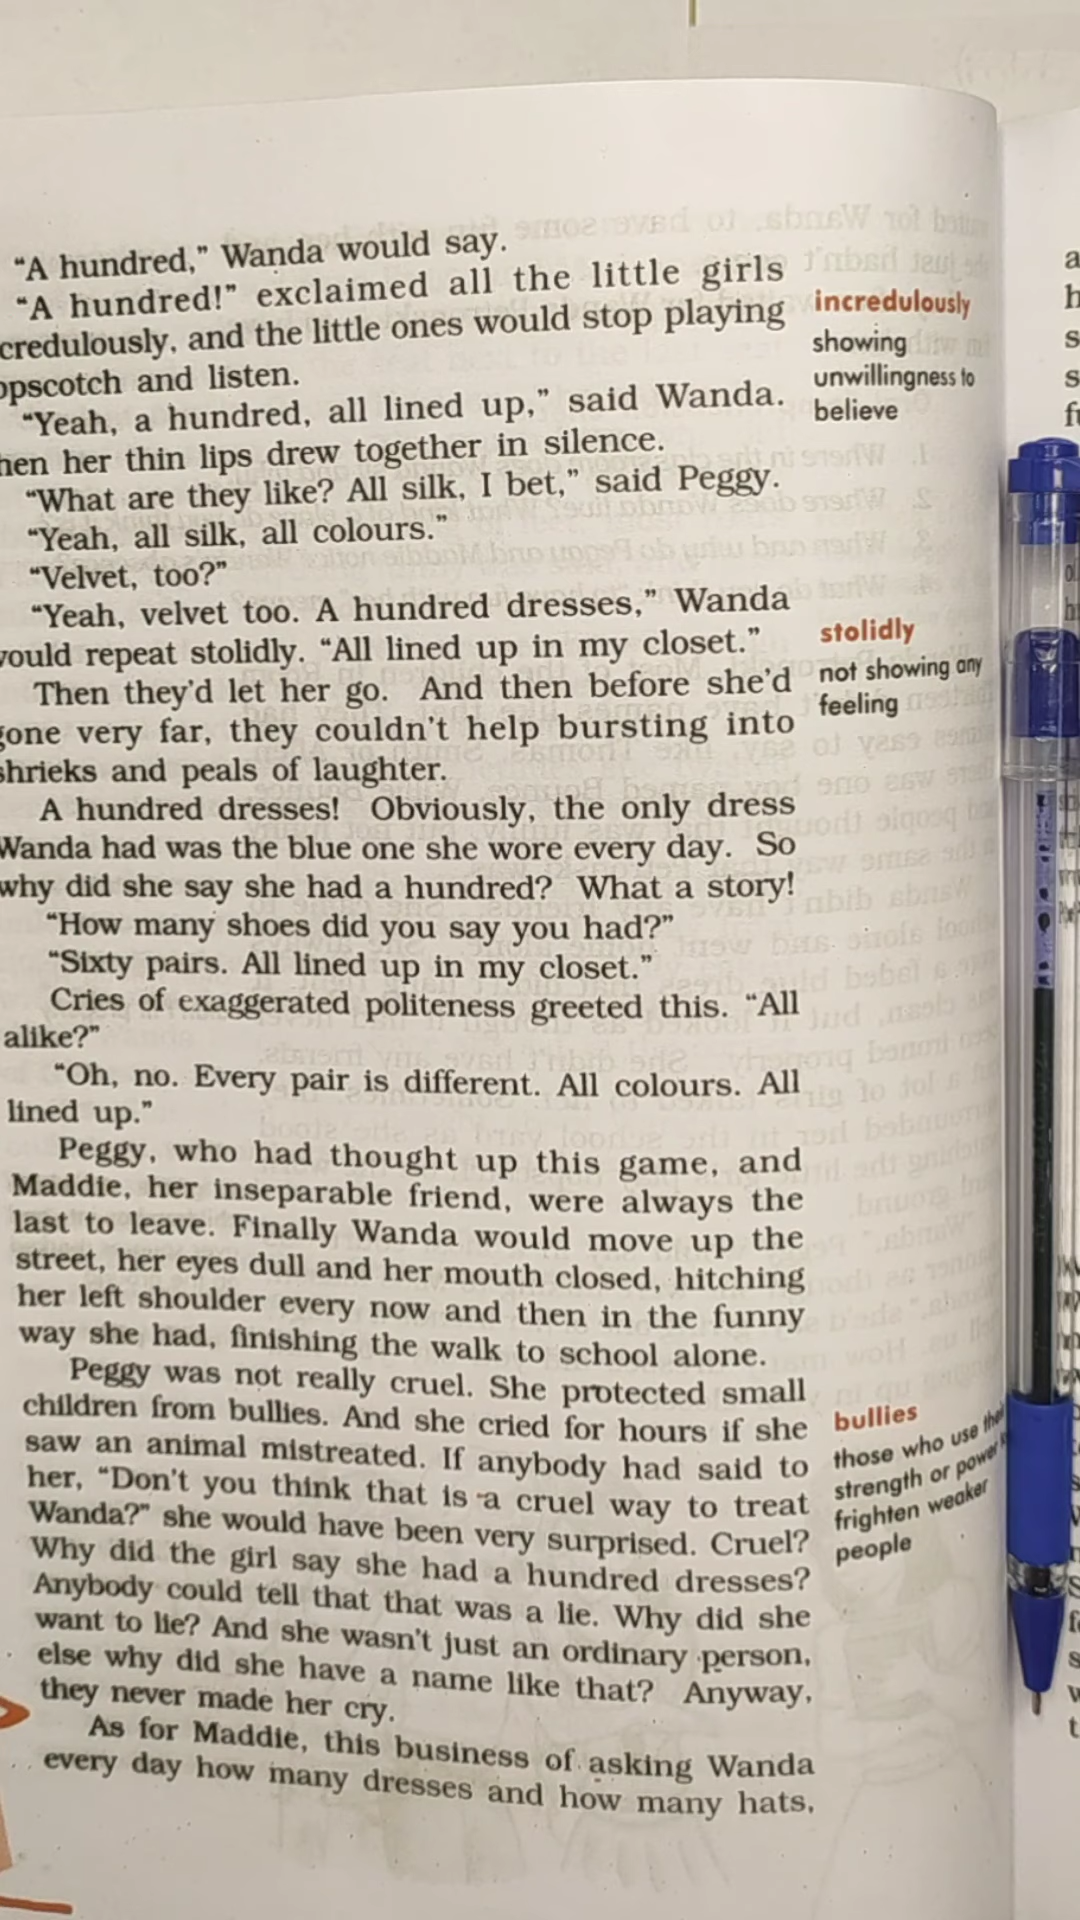 "A hundred," Wanda would say.
"A hundred!" exclaimed all the little girls
credulously, and the little ones would stop playing
opscotch and listen.
"Yeah, a hundred, all lined up," said Wanda.
hen her thin lips drew together in silence.
"What are they like? All silk, I bet," said Peggy.
"Yeah, all silk, all colours."
"Velvet, too?"
"Yeah, velvet too. A hundred dresses," Wanda
would repeat stolidly. "All lined up in my closet."
Then they'd let her go. And then before she'd
gone very far, they couldn't help bursting into
shrieks and peals of laughter.
A hundred dresses! Obviously, the only dress
Wanda had was the blue one she wore every day. So
why did she say she had a hundred? What a story!
"How many shoes did you say you had?"
"Sixty pairs. All lined up in my closet."
Cries of exaggerated politeness greeted this. "All
alike?"
"Oh, no. Every pair is different. All colours. All
lined up."
Peggy, who had thought up this game, and
Maddie, her inseparable friend, were always the
last to leave. Finally Wanda would move up the
street, her eyes dull and her mouth closed, hitching
her left shoulder every now and then in the funny
way she had, finishing the walk to school alone.
Peggy was not really cruel. She protected small
children from bullies. And she cried for hours if she
saw an animal mistreated. If anybody had said to
her, "Don't you think that is a cruel way to treat
Wanda?" she would have been very surprised. Cruel?
Why did the girl say she had a hundred dresses?
Anybody could tell that that was a lie. Why did she
want to lie? And she wasn't just an ordinary person,
else why did she have a name like that? Anyway,
they never made her cry.
As for Maddie, this business of asking Wanda
every day how many dresses and how many hats,
incredulously
showing
unwillingness to
believe
stolidly
not showing any
feeling
bullies
those who use their
strength or power
frighten weaker
people